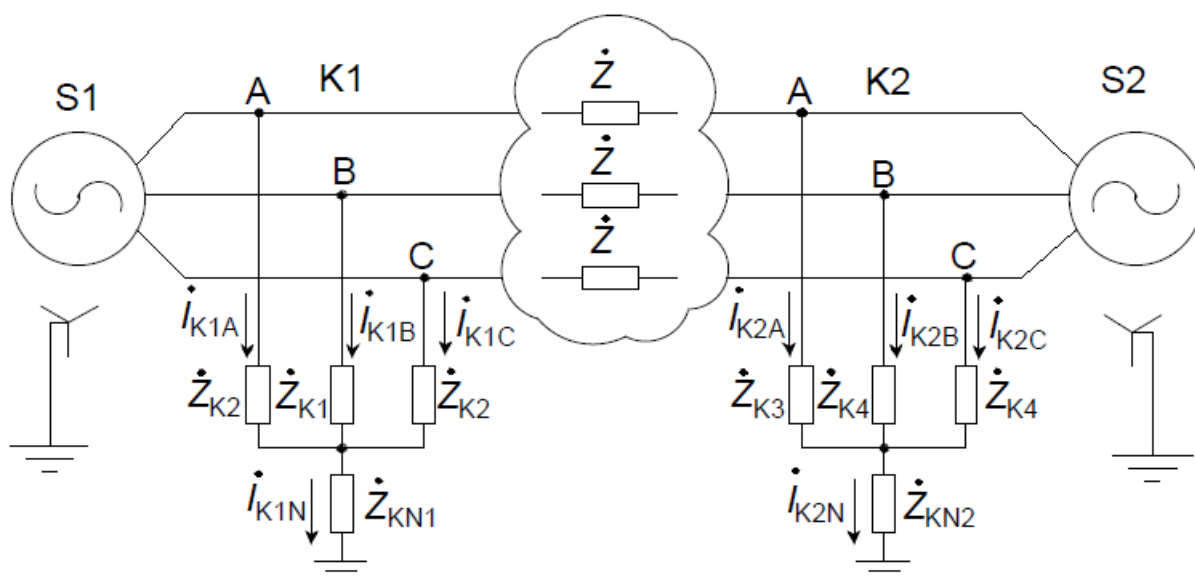 S1 A K1 Ż A K2 S2
B Ż B
C Ż C
İK1A İK1B İK1C İK2A İK2B İK2C
ŻK2 ŻK1 ŻK2 ŻK3 ŻK4 ŻK4
İK1N ŻKN1 İK2N ŻKN2